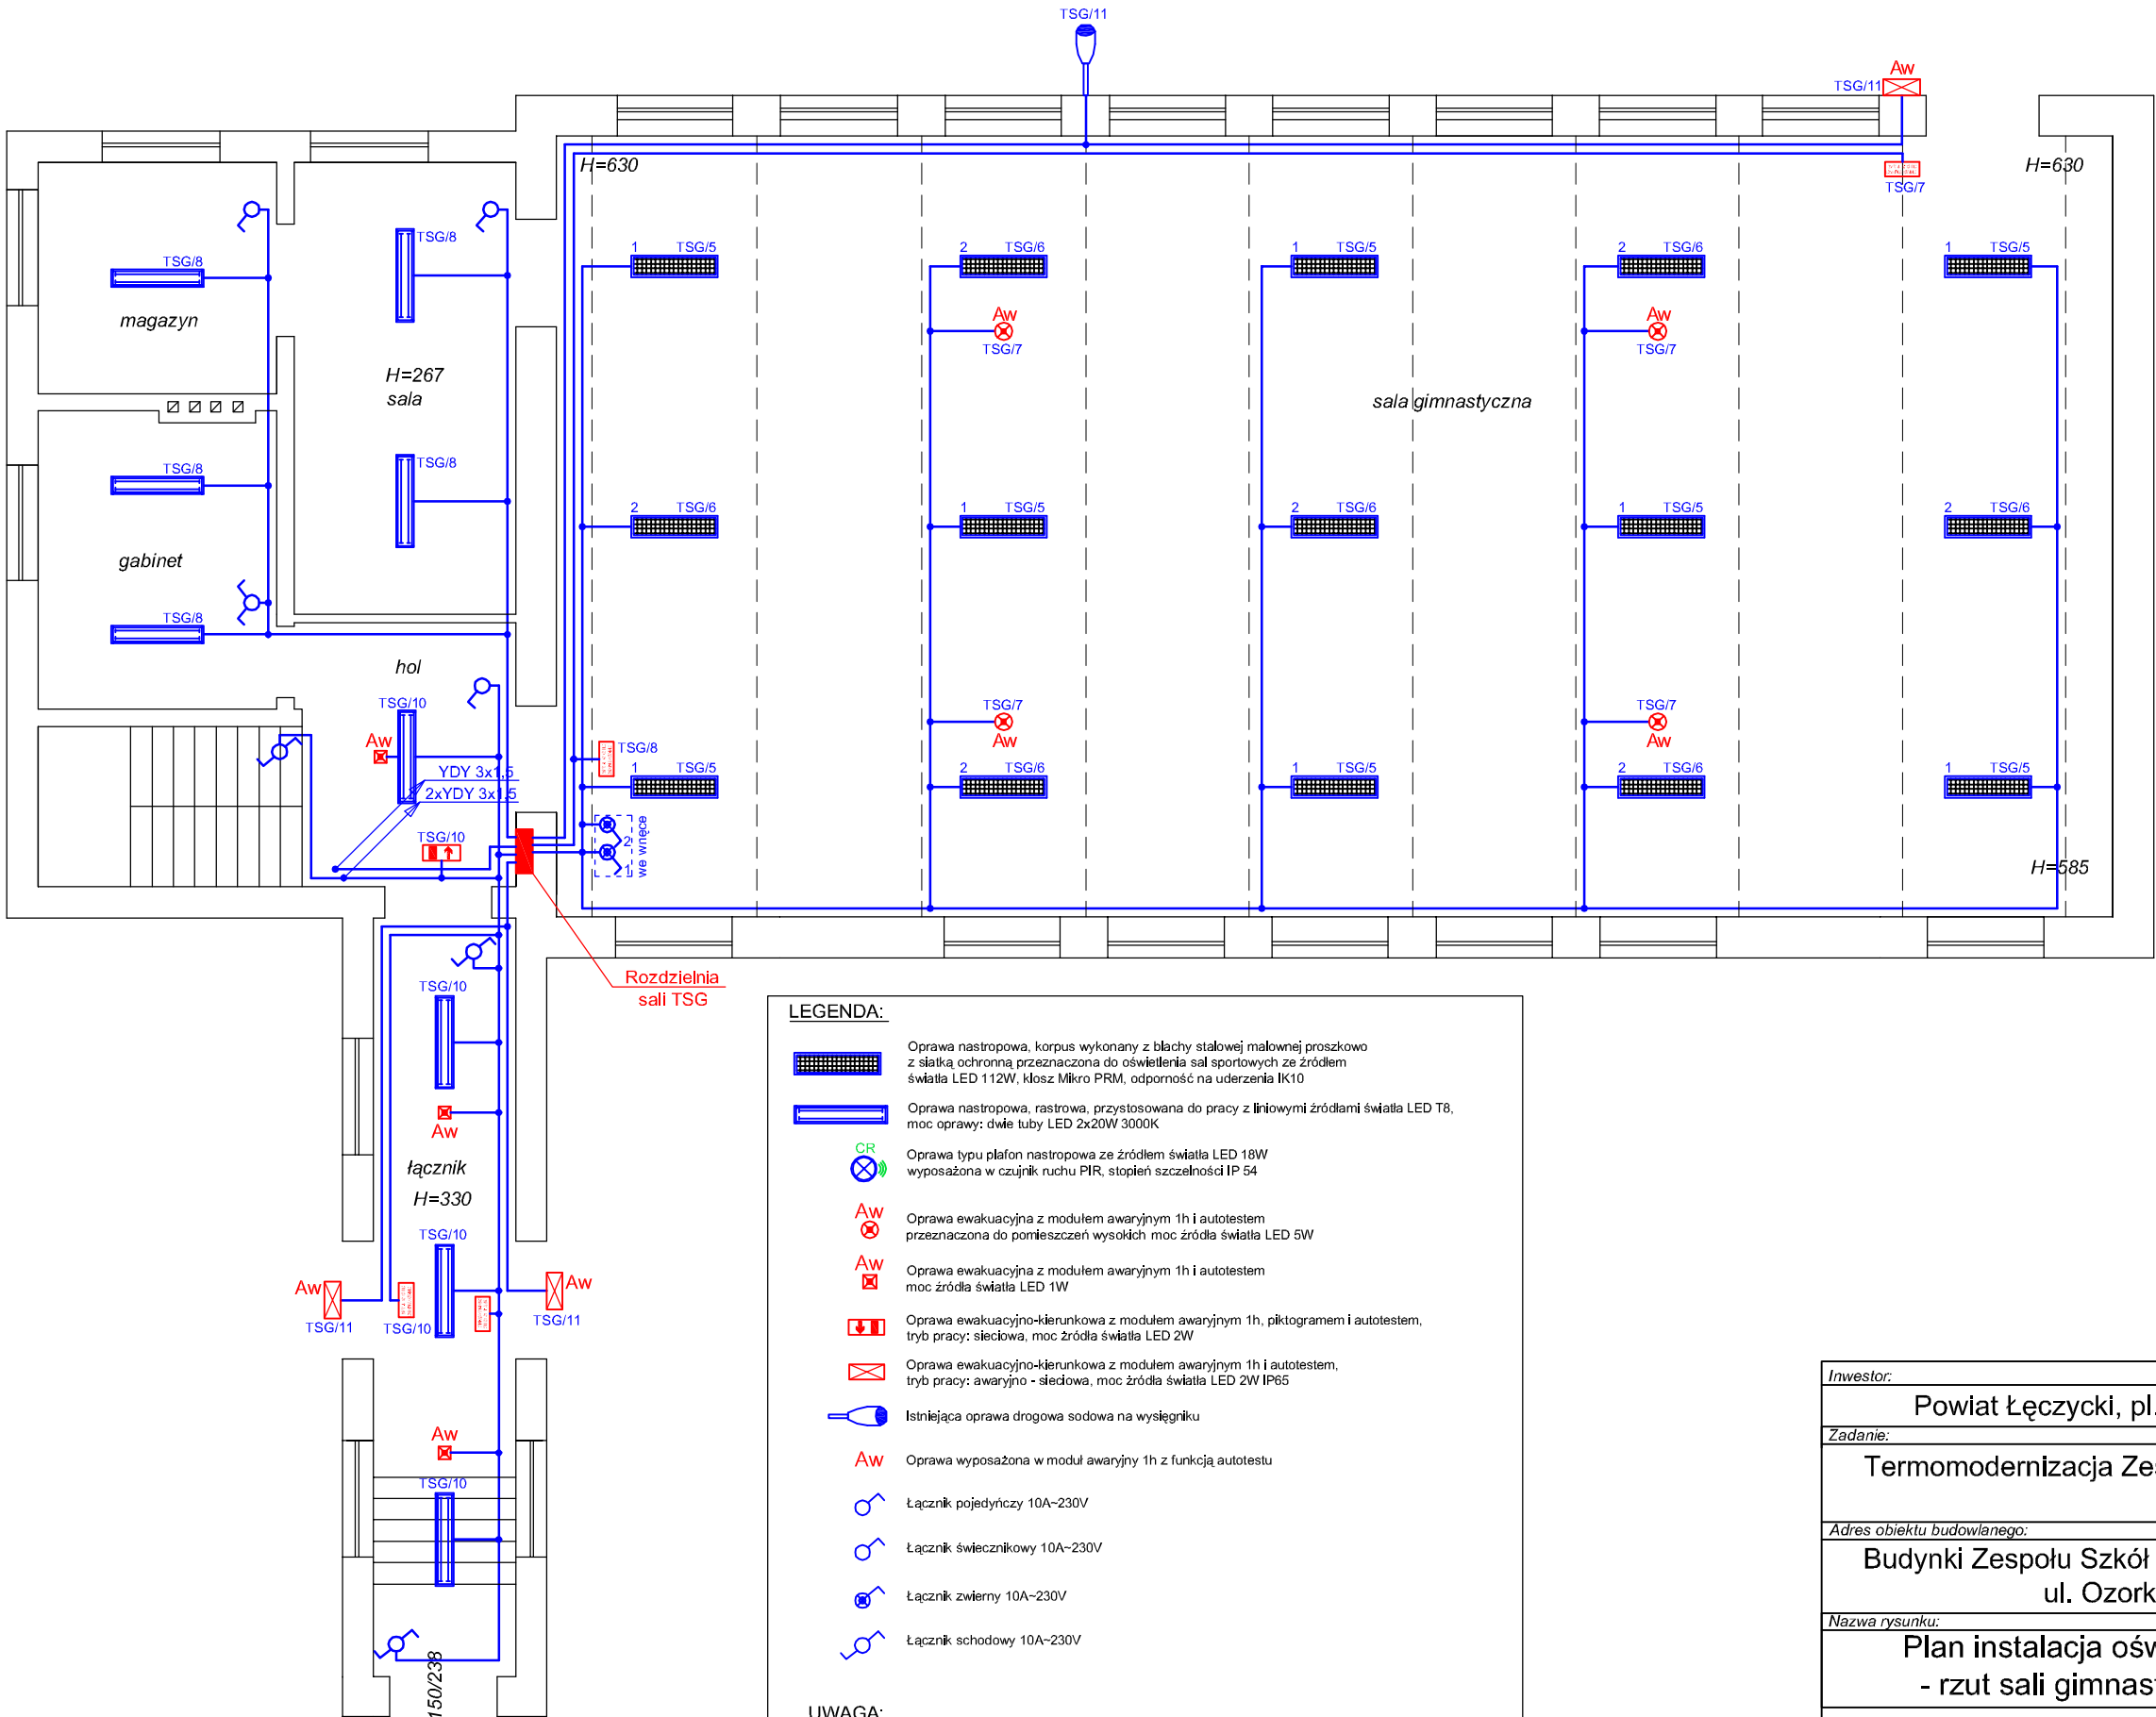 TSG/11
Aw
TSG/11
H=630
H=630
TSG/7
TSG/8
TSG/8
magazyn
H=267
sala
TSG/8
TSG/8
gabinet
TSG/8
hol
1 TSG/5
2 TSG/6
1 TSG/5
2 TSG/6
1 TSG/5
Aw
TSG/7
Aw
TSG/7
sala gimnastyczna
2 TSG/6
1 TSG/5
2 TSG/6
1 TSG/5
2 TSG/6
TSG/7
Aw
TSG/7
Aw
TSG/8
1 TSG/5
2 TSG/6
1 TSG/5
2 TSG/6
1 TSG/5
TSG/10
Aw
YDY 3x1,5
2xYDY 3x1,5
TSG/10
2
1
we wnęce
H=585
Rozdzielnia
sali TSG
TSG/10
Aw
łącznik
H=330
TSG/10
Aw
TSG/11
TSG/10
Aw
TSG/11
Aw
TSG/10
150/238
LEGENDA:
Oprawa nastropowa, korpus wykonany z blachy stalowej malownej proszkowo
z siatką ochronną przeznaczona do oświetlenia sal sportowych ze źródłem
światła LED 112W, klosz Mikro PRM, odporność na uderzenia IK10
Oprawa nastropowa, rastrowa, przystosowana do pracy z liniowymi źródłami światła LED T8,
moc oprawy: dwie tuby LED 2x20W 3000K
CR
Oprawa typu plafon nastropowa ze źródłem światła LED 18W
wyposażona w czujnik ruchu PIR, stopień szczelności IP 54
Aw
Oprawa ewakuacyjna z modułem awaryjnym 1h i autotestem
przeznaczona do pomieszczeń wysokich moc źródła światła LED 5W
Aw
Oprawa ewakuacyjna z modułem awaryjnym 1h i autotestem
moc źródła światła LED 1W
Oprawa ewakuacyjno-kierunkowa z modułem awaryjnym 1h, piktogramem i autotestem,
tryb pracy: sieciowa, moc źródła światła LED 2W
Oprawa ewakuacyjno-kierunkowa z modułem awaryjnym 1h i autotestem,
tryb pracy: awaryjno - sieciowa, moc źródła światła LED 2W IP65
Istniejąca oprawa drogowa sodowa na wysięgniku
Aw Oprawa wyposażona w moduł awaryjny 1h z funkcją autotestu
Łącznik pojedyńczy 10A~230V
Łącznik świecznikowy 10A~230V
Łącznik zwierny 10A~230V
Łącznik schodowy 10A~230V
UWAGA:
Inwestor:
Powiat Łęczycki, pl.
Zadanie:
Termomodernizacja Zes
Adres obiektu budowlanego:
Budynki Zespołu Szkół
ul. Ozork
Nazwa rysunku:
Plan instalacja ośw
- rzut sali gimnast